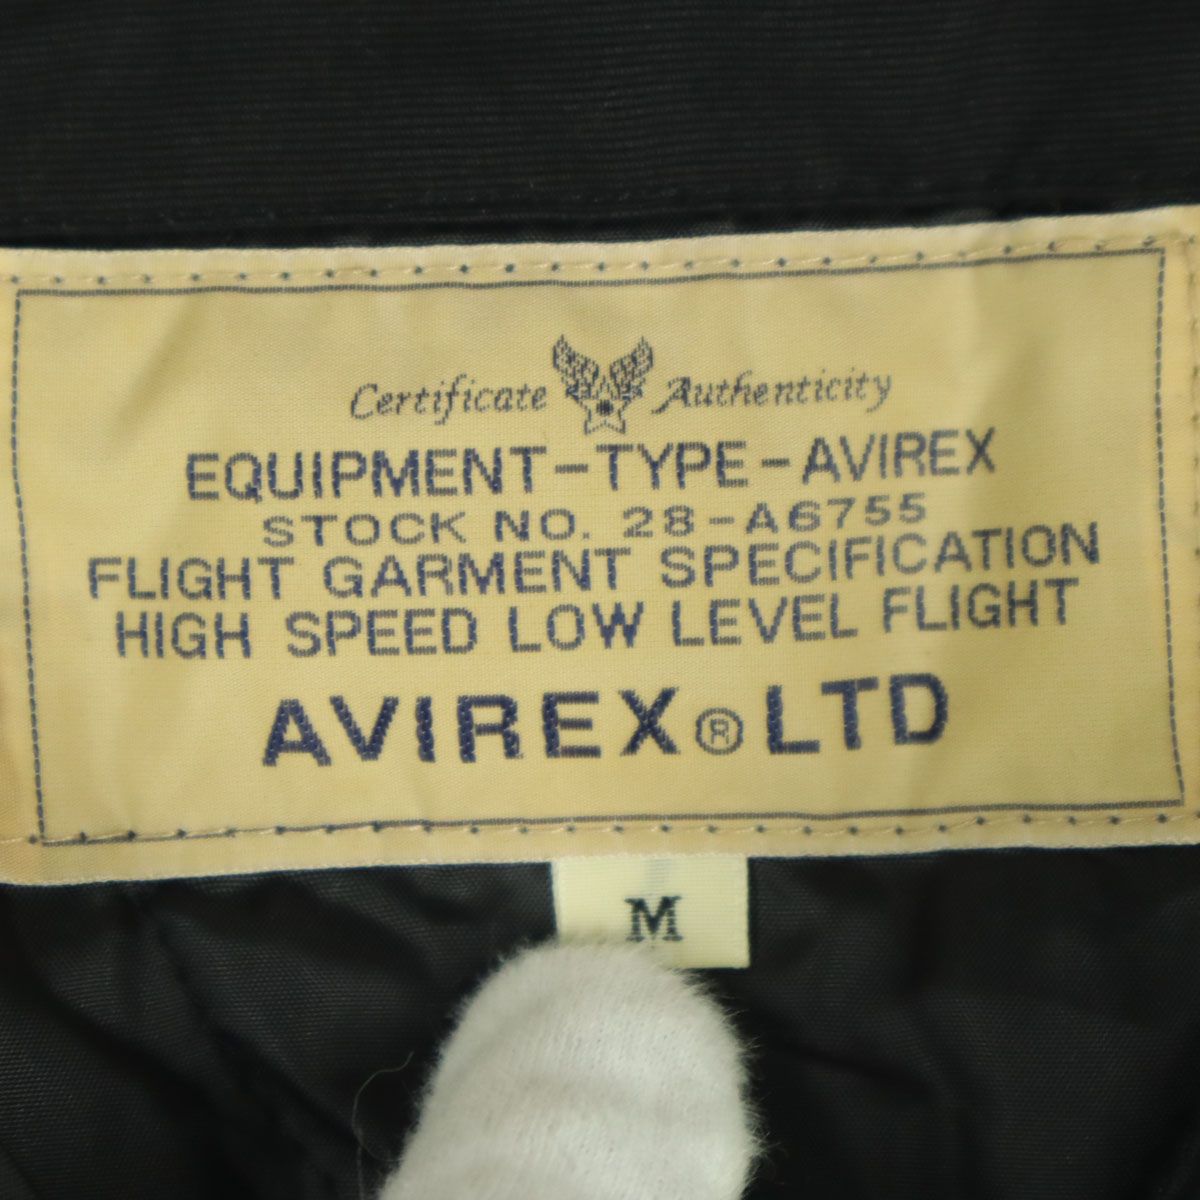 Certificate Authenticity
EQUIPMENT-TYPE-AVIREX
STOCK NO. 28-A6755
FLIGHT GARMENT SPECIFICATION
HIGH SPEED LOW LEVEL FLIGHT
AVIREX® LTD
M